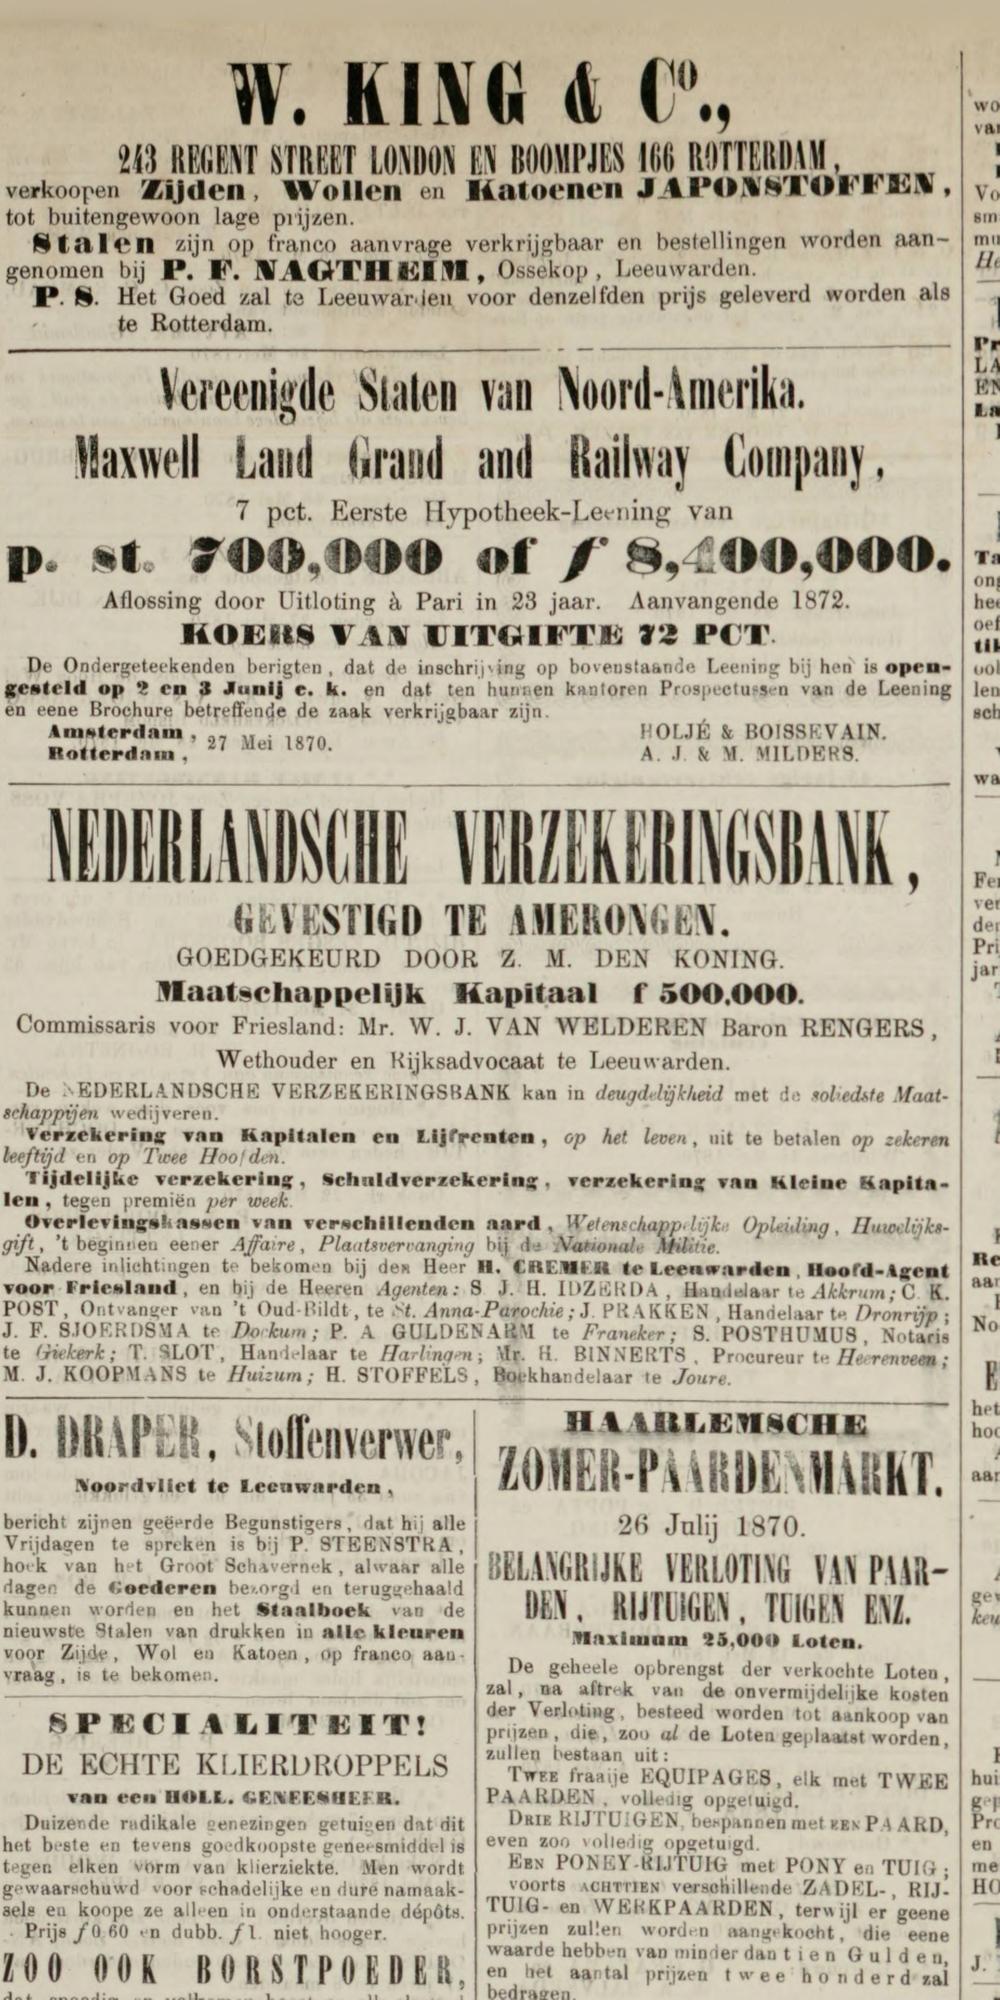 W. KING & Co.,
243 REGENT STREET LONDON EN BOOMPJES 166 ROTTERDAM,
verkoopen Zijden, Wollen en Katoenen JAPONSTOFFEN,
tot buitengewoon lage prijzen.
Stalen zijn op franco aanvrage verkrijgbaar en bestellingen worden aan-
genomen bij P. F. NAGTHEIM, Ossekop, Leeuwarden.
P. S. Het Goed zal te Leeuwarden voor denzelfden prijs geleverd worden als
te Rotterdam.
Vereenigde Staten van Noord-Amerika.
Maxwell Land Grand and Railway Company,
7 pct. Eerste Hypotheek-Leening van
p. st. 700,000 of f 8,400,000.
Aflossing door Uitloting à Pari in 23 jaar. Aanvangende 1872.
KOERS VAN UITGIFTE 72 PCT.
De Ondergeteekenden berigten, dat de inschrijving op bovenstaande Leening bij hen is open-
gesteld op 2 en 3 Junij e. k. en dat ten hunnen kantoren Prospectussen van de Leening
en eene Brochure betreffende de zaak verkrijgbaar zijn.
Amsterdam, 27 Mei 1870. HOLJÉ & BOISSEVAIN.
Rotterdam, A. J. & M. MILDERS.
NEDERLANDSCHE VERZEKERINGSBANK,
GEVESTIGD TE AMERONGEN.
GOEDGEKEURD DOOR Z. M. DEN KONING.
Maatschappelijk Kapitaal f 500.000.
Commissaris voor Friesland: Mr. W. J. VAN WELDEREN Baron RENGERS,
Wethouder en Rijksadvocaat te Leeuwarden.
De NEDERLANDSCHE VERZEKERINGSBANK kan in deugdelijkheid met de soliedste Maat-
schappijen wedijveren.
Verzekering van Kapitalen en Lijfrenten, op het leven, uit te betalen op zekeren
leeftijd en op Twee Hoofden.
Tijdelijke verzekering, Schuldverzekering, verzekering van Kleine Kapita-
len, tegen premiën per week.
Overlevingskassen van verschillenden aard, Wetenschappelijke Opleiding, Huwelijks-
gift, 't beginnen eener Affaire, Plaatsvervanging bij de Nationale Militie.
Nadere inlichtingen te bekomen bij den Heer H. CREMER te Leeuwarden, Hoofd-Agent
voor Friesland, en bij de Heeren Agenten: S. J. H. IDZERDA, Handelaar te Akkrum; C. K.
POST, Ontvanger van 't Oud-Bildt, te St. Anna-Parochie; J. PRAKKEN, Handelaar te Dronrijp;
J. F. SJOERDSMA te Dockum; P. A GULDENARM te Franeker; S. POSTHUMUS, Notaris
te Giekerk; T. SLOT, Handelaar te Harlingen; Mr. H. BINNERTS, Procureur te Heerenveen;
M. J. KOOPMANS te Huizum; H. STOFFELS, Boekhandelaar te Joure.
D. DRAPER, Stoffenverwer,
Noordvliet te Leeuwarden,
bericht zijnen geëerde Begunstigers, dat hij alle
Vrijdagen te spreken is bij P. STEENSTRA,
hoek van het Groot Schavernek, alwaar alle
dagen de Goederen bezorgd en teruggehaald
kunnen worden en het Staalboek van de
nieuwste Stalen van drukken in alle kleuren
voor Zijde, Wol en Katoen, op franco aan-
vraag, is te bekomen.
SPECIALITEIT!
DE ECHTE KLIERDROPPELS
van een HOLL. GENEESHEER.
Duizende radikale genezingen getuigen dat dit
het beste en tevens goedkoopste geneesmiddel is
tegen elken vorm van klierziekte. Men wordt
gewaarschuwd voor schadelijke en dure namaak-
sels en koope ze alleen in onderstaande dépôts.
Prijs f 0.60 en dubb. f 1. niet hooger.
ZOO OOK BORSTPOEDER,
HAARLEMSCHE
ZOMER-PAARDENMARKT.
26 Julij 1870.
BELANGRIJKE VERLOTING VAN PAAR-
DEN, RIJTUIGEN, TUIGEN ENZ.
Maximum 25,000 Loten.
De geheele opbrengst der verkochte Loten,
zal, na aftrek van de onvermijdelijke kosten
der Verloting, besteed worden tot aankoop van
prijzen, die, zoo al de Loten geplaatst worden,
zullen bestaan uit:
TWEE fraaije EQUIPAGES, elk met TWEE
PAARDEN, volledig opgetuigd.
DRIE RIJTUIGEN, bespannen met EEN PAARD,
even zoo volledig opgetuigd.
EEN PONEY-RIJTUIG met PONY en TUIG;
voorts ACHTTIEN verschillende ZADEL-, RIJ-
TUIG- en WERKPAARDEN, terwijl er geene
prijzen zullen worden aangekocht, die eene
waarde hebben van minder dan tien Gulden,
en het aantal prijzen twee honderd zal
bedragen.